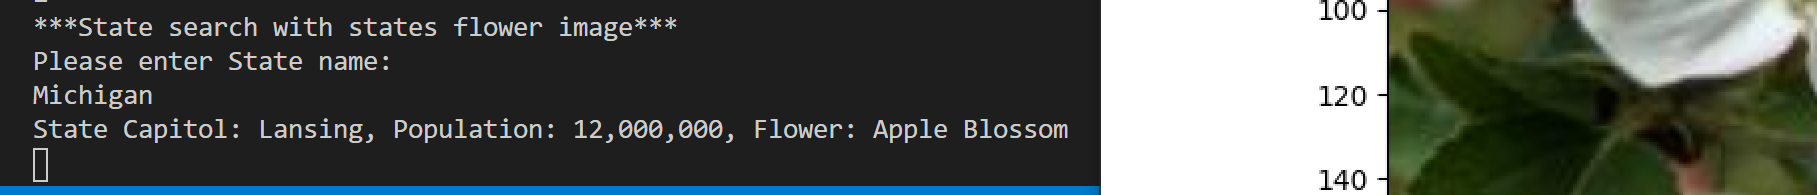 ***State search with states flower image***
Please enter State name:
Michigan
State Capitol: Lansing, Population: 12,000,000, Flower: Apple Blossom
100
120
140